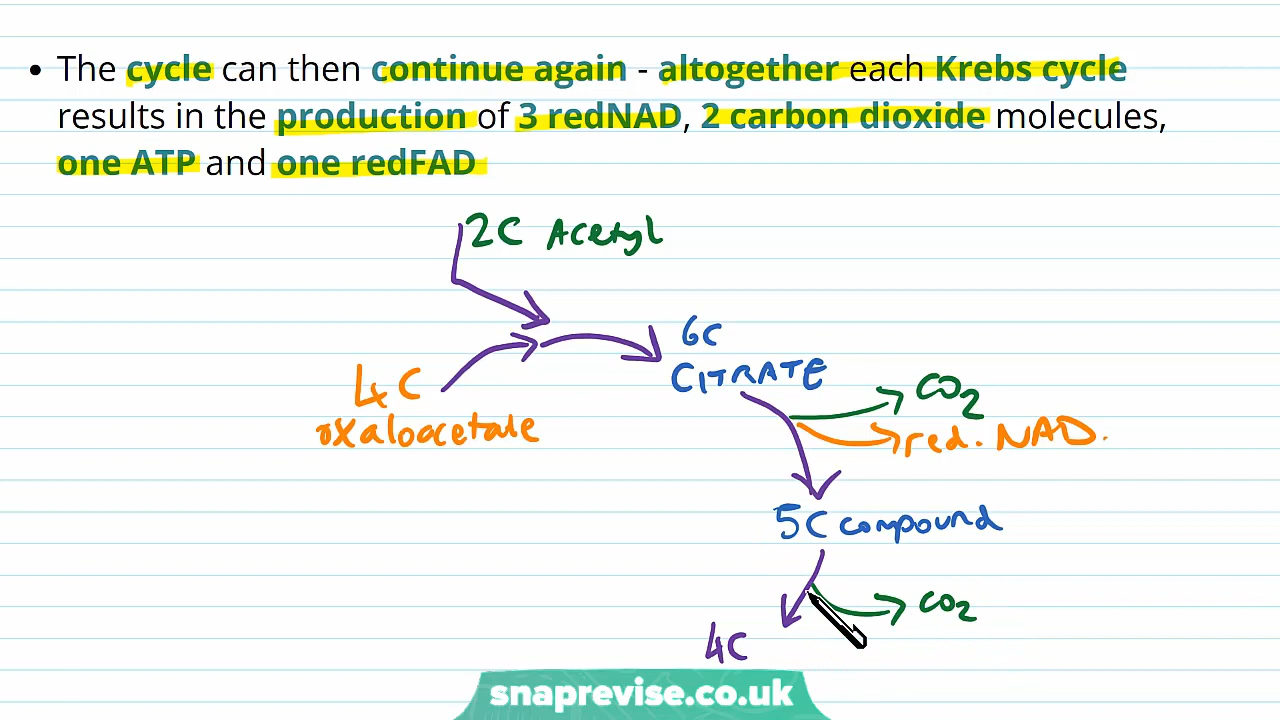 • The cycle can then continue again - altogether each Krebs cycle
results in the production of 3 redNAD, 2 carbon dioxide molecules,
one ATP and one redFAD
2C Acetyl
6C
CITRATE
4C
oxaloacetate
CO2
red. NAD.
5C compound
CO2
4C
snaprevise.co.uk